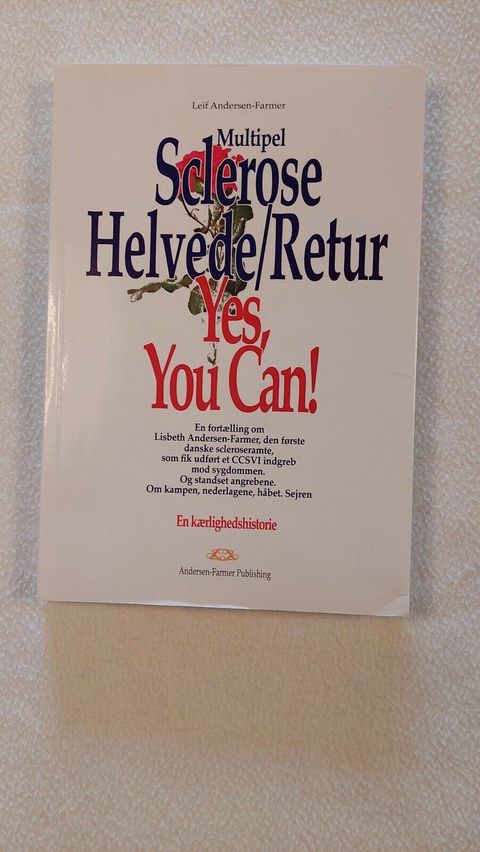 Leif Andersen-Farmer
Multipel
Sclerose
Helvede/Retur
Yes,
You Can!
En fortælling om
Lisbeth Andersen-Farmer, den første
danske scleroseramte,
som fik udført et CCSVI indgreb
mod sygdommen.
Og standset angrebene.
Om kampen, nederlagene, håbet. Sejren
En kærlighedshistorie
Andersen-Farmer Publishing